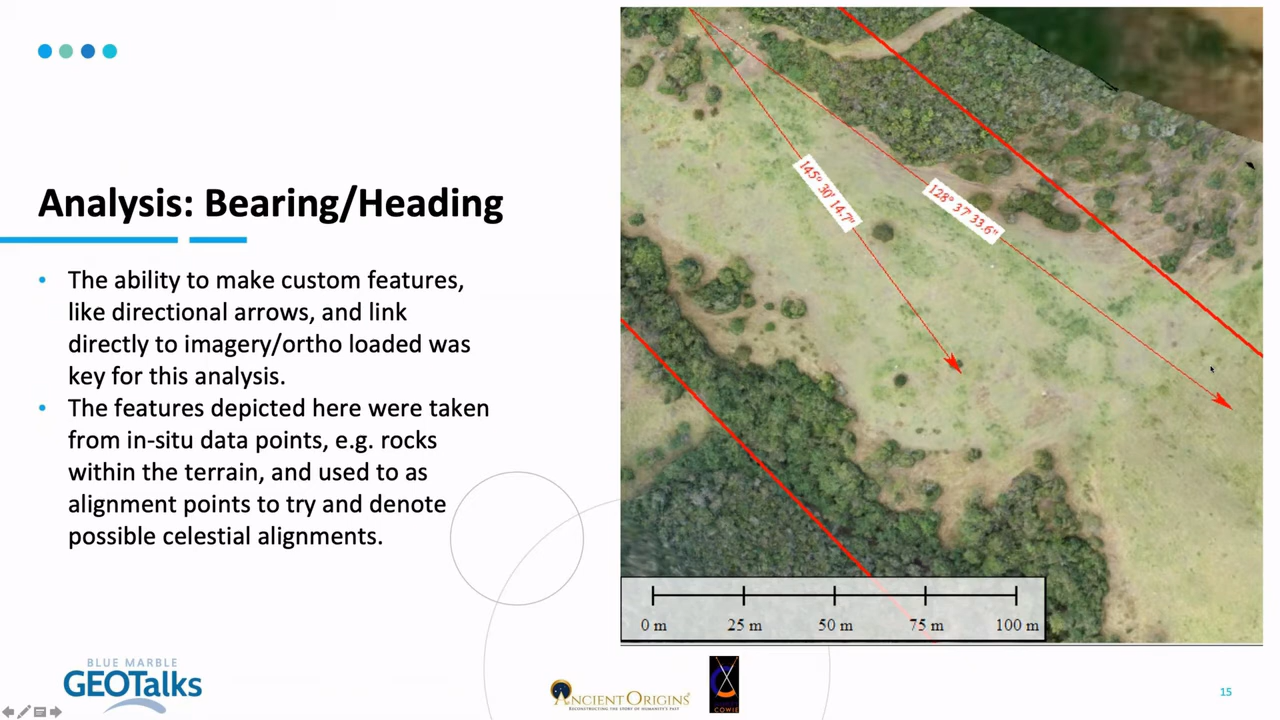 Analysis: Bearing/Heading
• The ability to make custom features,
like directional arrows, and link
directly to imagery/ortho loaded was
key for this analysis.
• The features depicted here were taken
from in-situ data points, e.g. rocks
within the terrain, and used to as
alignment points to try and denote
possible celestial alignments.
145° 30' 14.7"
128° 37' 33.6"
0 m 25 m 50 m 75 m 100 m
BLUE MARBLE
GEOTalks
ANCIENT ORIGINS
RECONSTRUCTING THE STORY OF HUMANITY'S PAST
COWIE
15